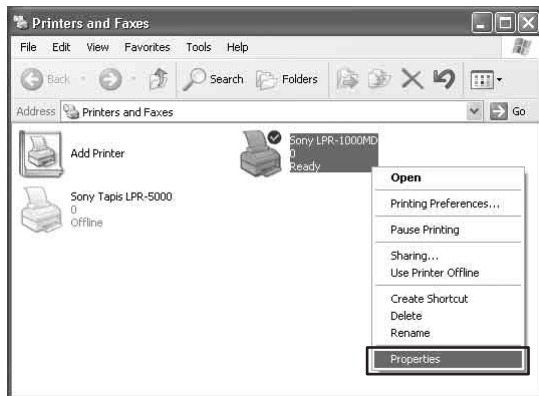 Printers and Faxes
File Edit View Favorites Tools Help
Back Search Folders
Address Printers and Faxes Go
Add Printer
Sony LPR-1000MD
0
Ready
Sony Tapis LPR-5000
0
Offline
Open
Printing Preferences...
Pause Printing
Sharing...
Use Printer Offline
Create Shortcut
Delete
Rename
Properties